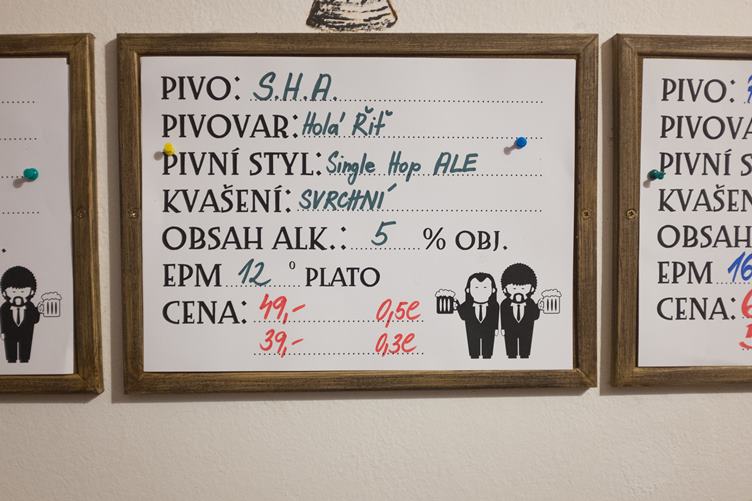 PIVO: S.H.A.
PIVOVAR: Holá Řiť
PIVNÍ STYL: Single Hop ALE
KVAŠENÍ: SVRCHNÍ
OBSAH ALK.: 5 % OBJ.
EPM 12 ° PLATO
CENA: 49,- 0,5l
39,- 0,3l
PIVO:
PIVOVA
PIVNÍ S
KVAŠEN
OBSAH
EPM 16
CENA: